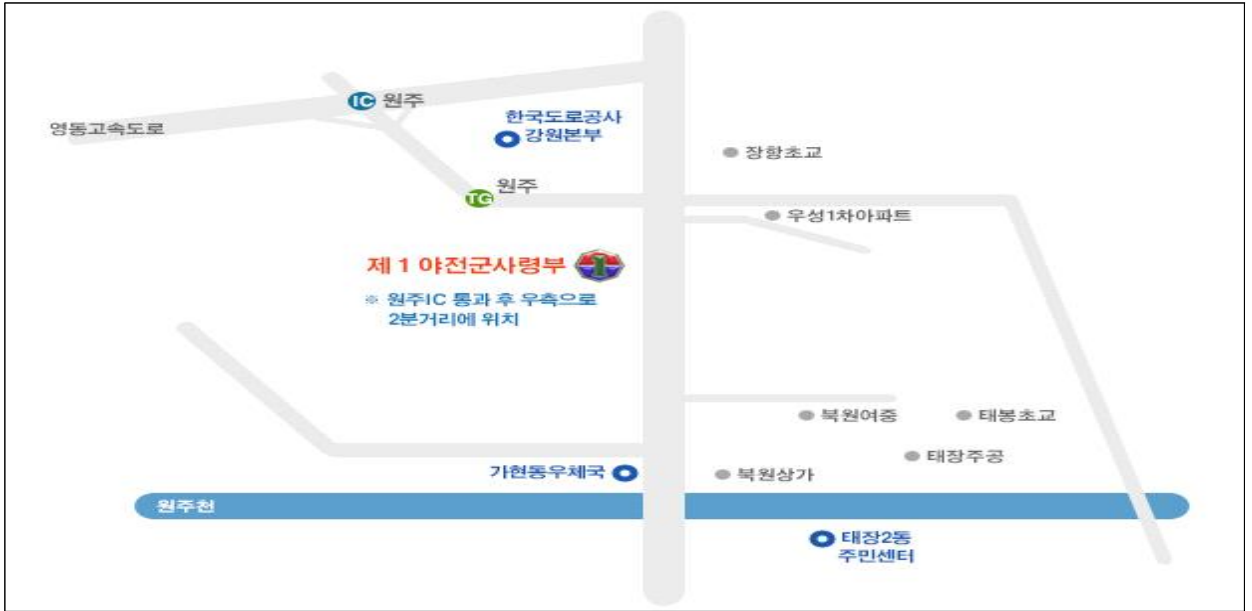 IC 원주
영동고속도로
한국도로공사
강원본부
장항초교
TG 원주
우성1차아파트
제 1 야전군사령부
※ 원주IC 통과 후 우측으로
2분거리에 위치
북원여중
태봉초교
태장주공
가현동우체국
북원상가
원주천
태장2동
주민센터